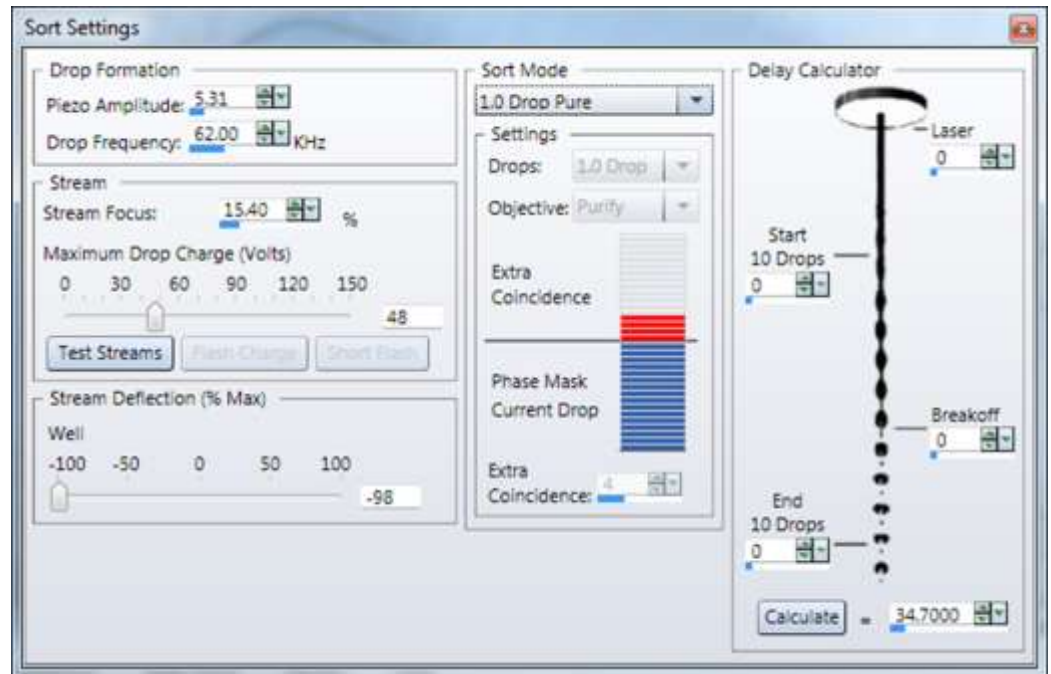 Sort Settings
Drop Formation
Piezo Amplitude: 5.31
Drop Frequency: 62.00 KHz
Stream
Stream Focus: 15.40 %
Maximum Drop Charge (Volts)
0 30 60 90 120 150
48
Test Streams Flash Charge Short Flash
Stream Deflection (% Max)
Well
-100 -50 0 50 100
-98
Sort Mode
1.0 Drop Pure
Settings
Drops: 1.0 Drop
Objective: Purify
Extra
Coincidence
Phase Mask
Current Drop
Extra
Coincidence: 4
Delay Calculator
Laser
0
Start
10 Drops
0
Breakoff
0
End
10 Drops
0
Calculate = 34.7000